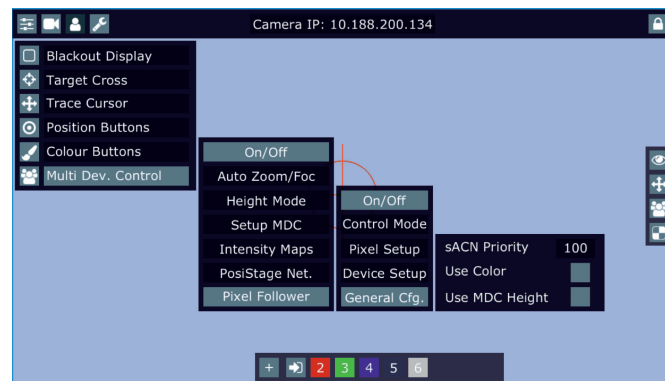 Camera IP: 10.188.200.134
Blackout Display
Target Cross
Trace Cursor
Position Buttons
Colour Buttons
Multi Dev. Control
On/Off
Auto Zoom/Foc
Height Mode
Setup MDC
Intensity Maps
PosiStage Net.
Pixel Follower
On/Off
Control Mode
Pixel Setup
Device Setup
General Cfg.
sACN Priority 100
Use Color
Use MDC Height
+ 2 3 4 5 6